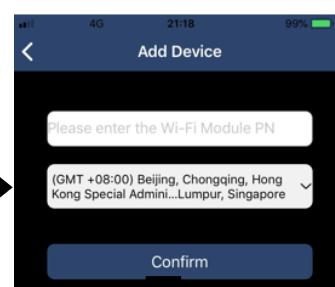 4G 21:18 99%
Add Device
Please enter the Wi-Fi Module PN
(GMT +08:00) Beijing, Chongqing, Hong
Kong Special Admini...Lumpur, Singapore
Confirm